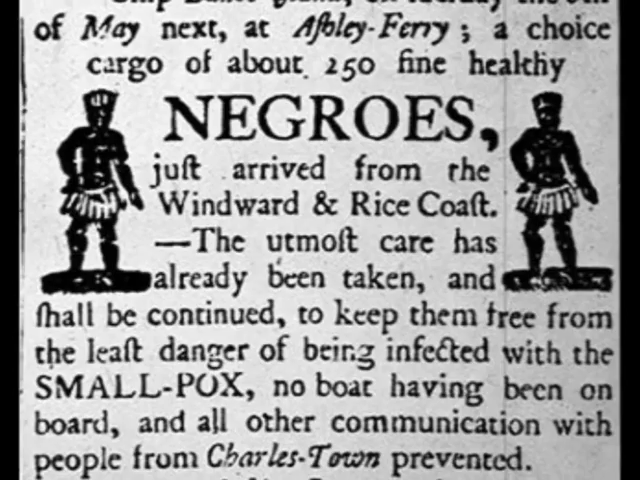 of May next, at Aſhley-Ferry ; a choice
cargo of about 250 fine healthy
NEGROES,
juſt arrived from the
Windward & Rice Coaſt.
—The utmoſt care has
already been taken, and
ſhall be continued, to keep them free from
the leaſt danger of being infected with the
SMALL-POX, no boat having been on
board, and all other communication with
people from Charles-Town prevented.